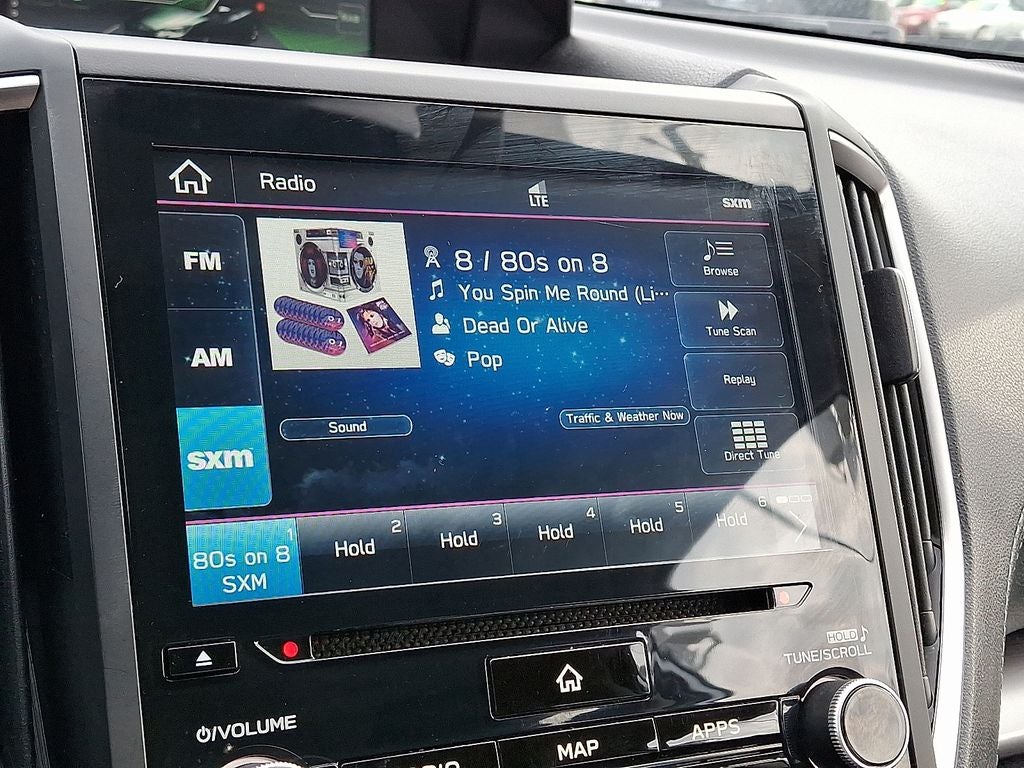 Radio
LTE
sxm
FM
AM
sxm
8 / 80s on 8
You Spin Me Round (Li...
Dead Or Alive
Pop
Browse
Tune Scan
Replay
Direct Tune
Sound
Traffic & Weather Now
1
80s on 8
SXM
2
Hold
3
Hold
4
Hold
5
Hold
6
Hold
HOLD
TUNE/SCROLL
/VOLUME
MAP
APPS